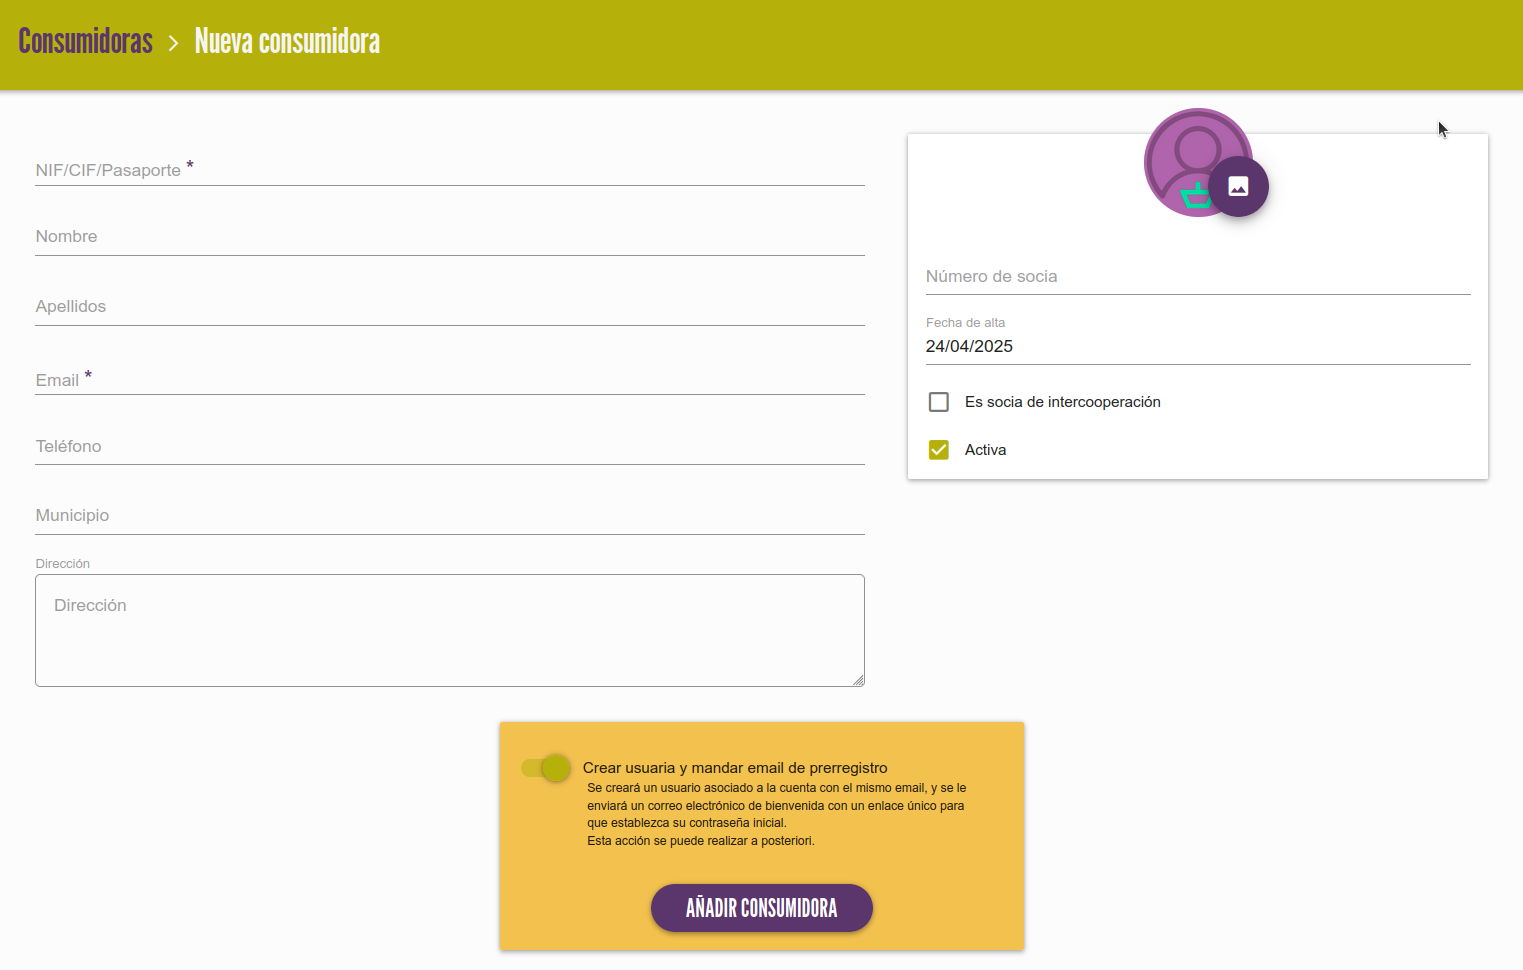 Consumidoras > Nueva consumidora
NIF/CIF/Pasaporte *
Nombre
Apellidos
Email *
Teléfono
Municipio
Dirección
Dirección
Número de socia
Fecha de alta
24/04/2025
Es socia de intercooperación
Activa
Crear usuaria y mandar email de prerregistro
Se creará un usuario asociado a la cuenta con el mismo email, y se le
enviará un correo electrónico de bienvenida con un enlace único para
que establezca su contraseña inicial.
Esta acción se puede realizar a posteriori.
AÑADIR CONSUMIDORA